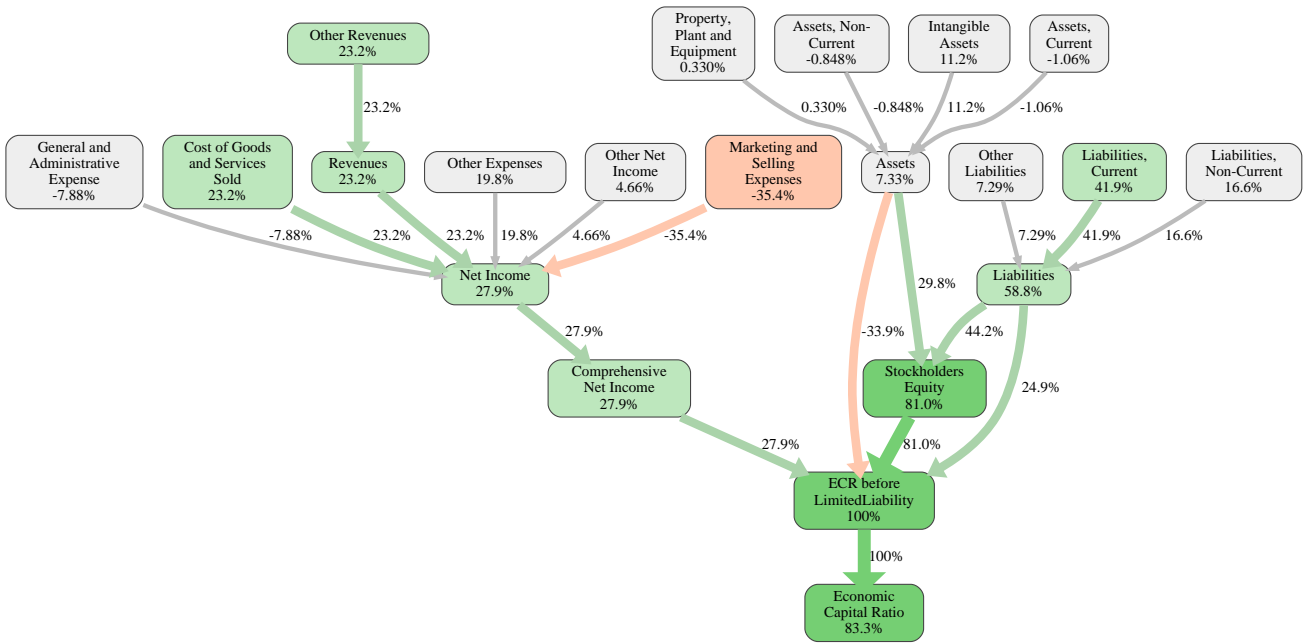 Other Revenues
23.2%
Property,
Plant and
Equipment
0.330%
Assets, Non-
Current
-0.848%
Intangible
Assets
11.2%
Assets,
Current
-1.06%
23.2%
0.330%
-0.848%
11.2%
-1.06%
General and
Administrative
Expense
-7.88%
Cost of Goods
and Services
Sold
23.2%
Revenues
23.2%
Other Expenses
19.8%
Other Net
Income
4.66%
Marketing and
Selling
Expenses
-35.4%
Assets
7.33%
Other
Liabilities
7.29%
Liabilities,
Current
41.9%
Liabilities,
Non-Current
16.6%
-7.88%
23.2%
23.2%
19.8%
4.66%
-35.4%
7.29%
41.9%
16.6%
Net Income
27.9%
29.8%
Liabilities
58.8%
27.9%
-33.9%
44.2%
Comprehensive
Net Income
27.9%
Stockholders
Equity
81.0%
24.9%
27.9%
81.0%
ECR before
LimitedLiability
100%
100%
Economic
Capital Ratio
83.3%